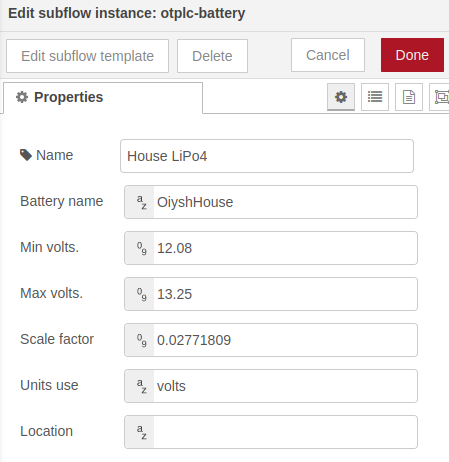 Edit subflow instance: otplc-battery
Edit subflow template Delete Cancel Done
Properties
Name House LiPo4
Battery name OiyshHouse
Min volts. 12.08
Max volts. 13.25
Scale factor 0.02771809
Units use volts
Location